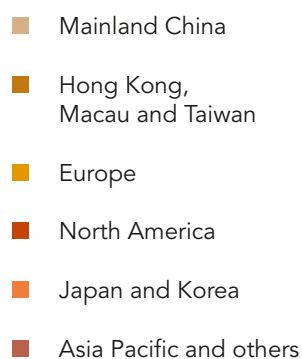 Mainland China
Hong Kong,
Macau and Taiwan
Europe
North America
Japan and Korea
Asia Pacific and others